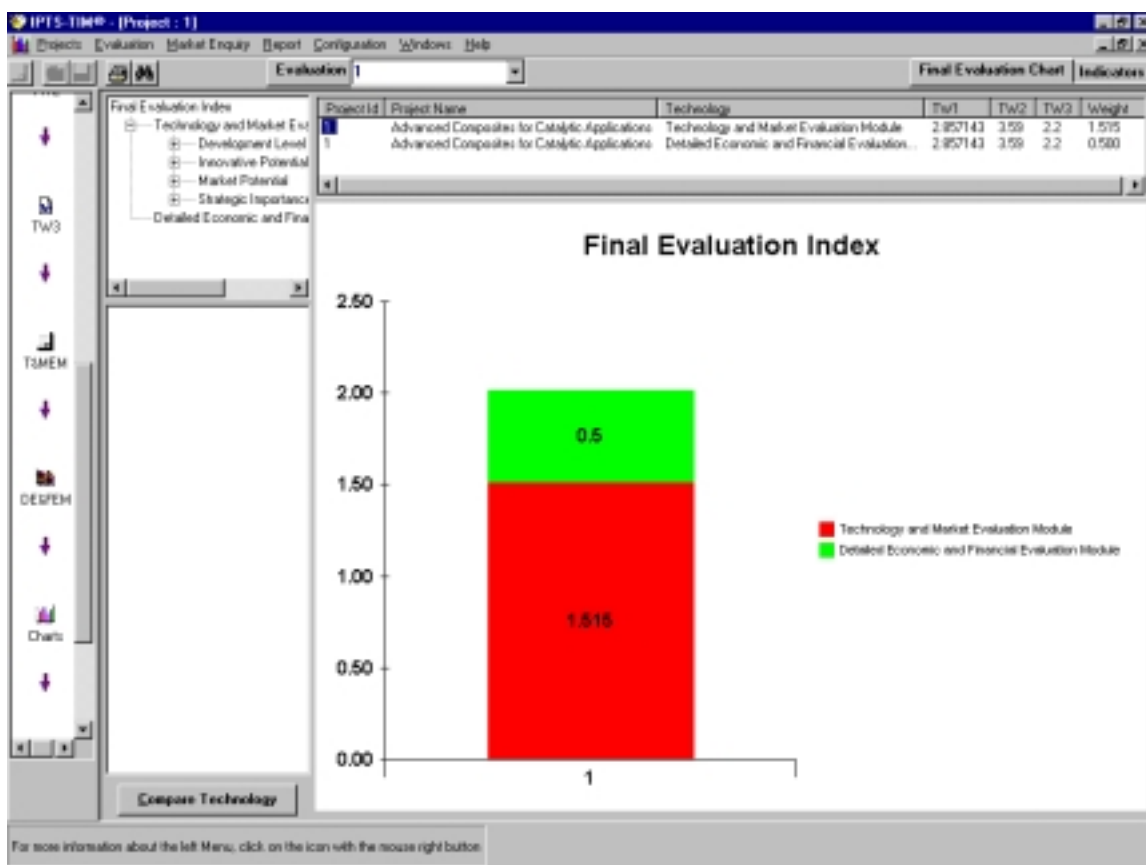 IPTS-TIM® - [Project : 1]
Projects Evaluation Market Enquiry Report Configuration Windows Help
Evaluation 1 Final Evaluation Chart Indicators
Final Evaluation Index
Technology and Market Eva
Development Level
Innovative Potential
Market Potential
Strategic Importance
Detailed Economic and Fina
Project Id Project Name Technology TW1 TW2 TW3 Weight
1 Advanced Composites for Catalytic Applications Technology and Market Evaluation Module 2.857143 3.59 2.2 1.515
1 Advanced Composites for Catalytic Applications Detailed Economic and Financial Evaluation... 2.857143 3.59 2.2 0.500
TW3
T&MEM
DE&FEM
Charts
Final Evaluation Index
2.50
2.00
1.50
1.00
0.50
0.00
0.5
1.515
1
Technology and Market Evaluation Module
Detailed Economic and Financial Evaluation Module
Compare Technology
For more information about the left Menu, click on the icon with the mouse right button